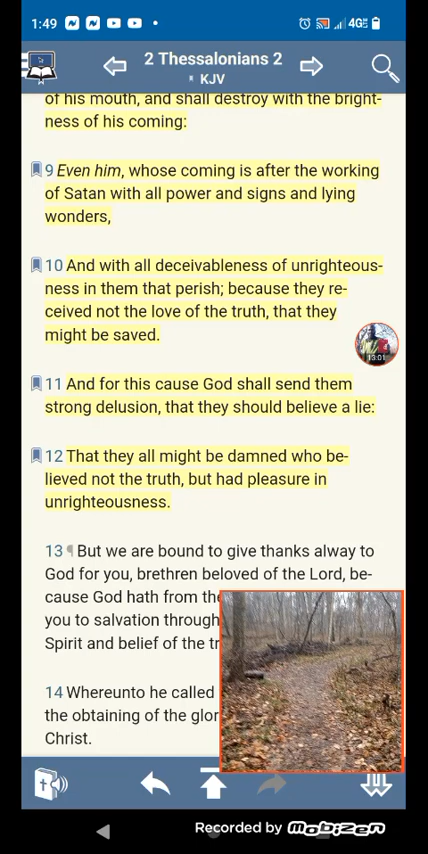 1:49
4G
2 Thessalonians 2
KJV
of his mouth, and shall destroy with the bright-
ness of his coming:
9 Even him, whose coming is after the working
of Satan with all power and signs and lying
wonders,
10 And with all deceivableness of unrighteous-
ness in them that perish; because they re-
ceived not the love of the truth, that they
might be saved.
13:01
11 And for this cause God shall send them
strong delusion, that they should believe a lie:
12 That they all might be damned who be-
lieved not the truth, but had pleasure in
unrighteousness.
13 ¶ But we are bound to give thanks alway to
God for you, brethren beloved of the Lord, be-
cause God hath from the
you to salvation through
Spirit and belief of the tr
14 Whereunto he called
the obtaining of the glor
Christ.
Recorded by Mobizen